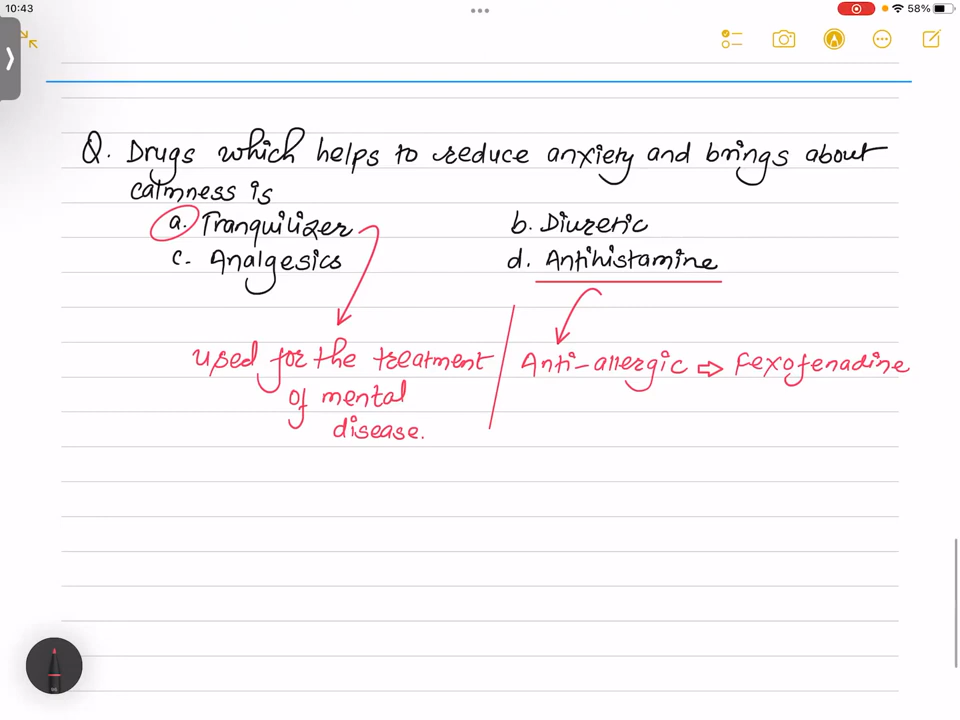 10:43
58%
Q. Drugs which helps to reduce anxiety and brings about
calmness is
a. Tranquilizer b. Diuretic
c. Analgesics d. Antihistamine
used for the treatment
of mental
disease.
Anti-allergic ⇨ Fexofenadine